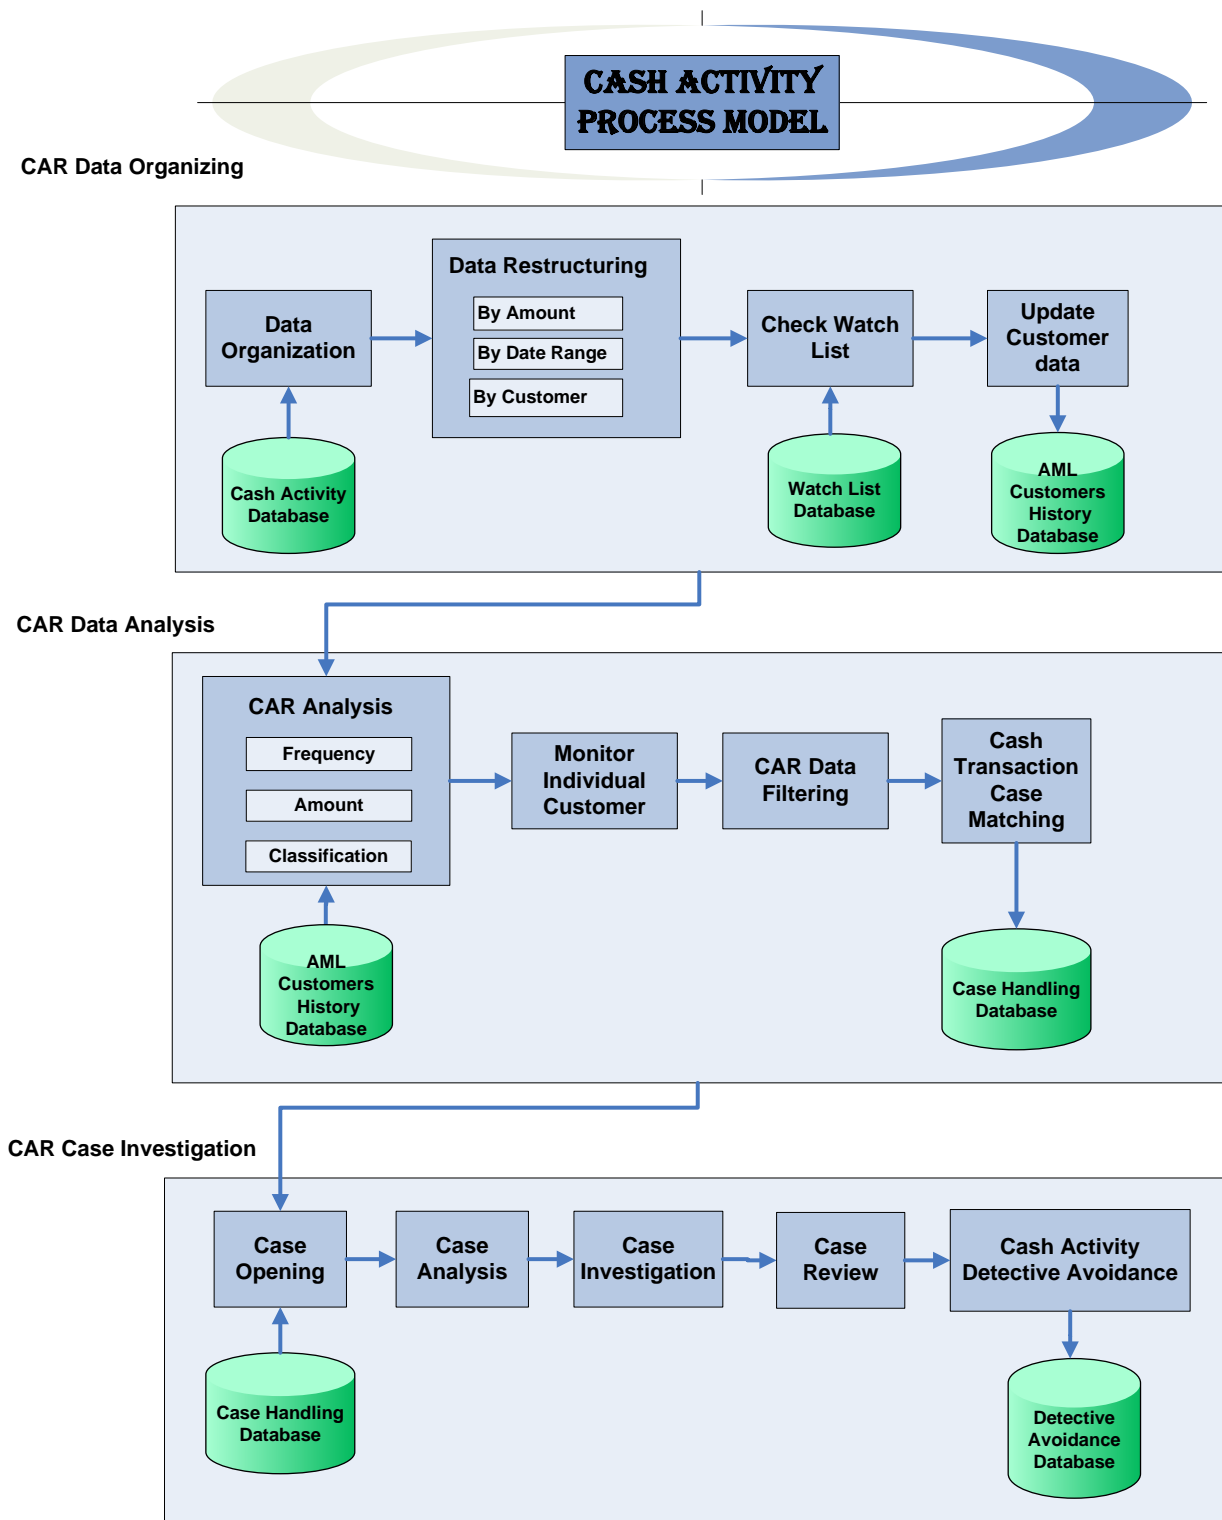 CASH ACTIVITY
PROCESS MODEL
CAR Data Organizing
Data
Organization
Data Restructuring
By Amount
By Date Range
By Customer
Check Watch
List
Update
Customer
data
Cash Activity
Database
Watch List
Database
AML
Customers
History
Database
CAR Data Analysis
CAR Analysis
Frequency
Amount
Classification
Monitor
Individual
Customer
CAR Data
Filtering
Cash
Transaction
Case
Matching
AML
Customers
History
Database
Case Handling
Database
CAR Case Investigation
Case
Opening
Case
Analysis
Case
Investigation
Case
Review
Cash Activity
Detective Avoidance
Case Handling
Database
Detective
Avoidance
Database